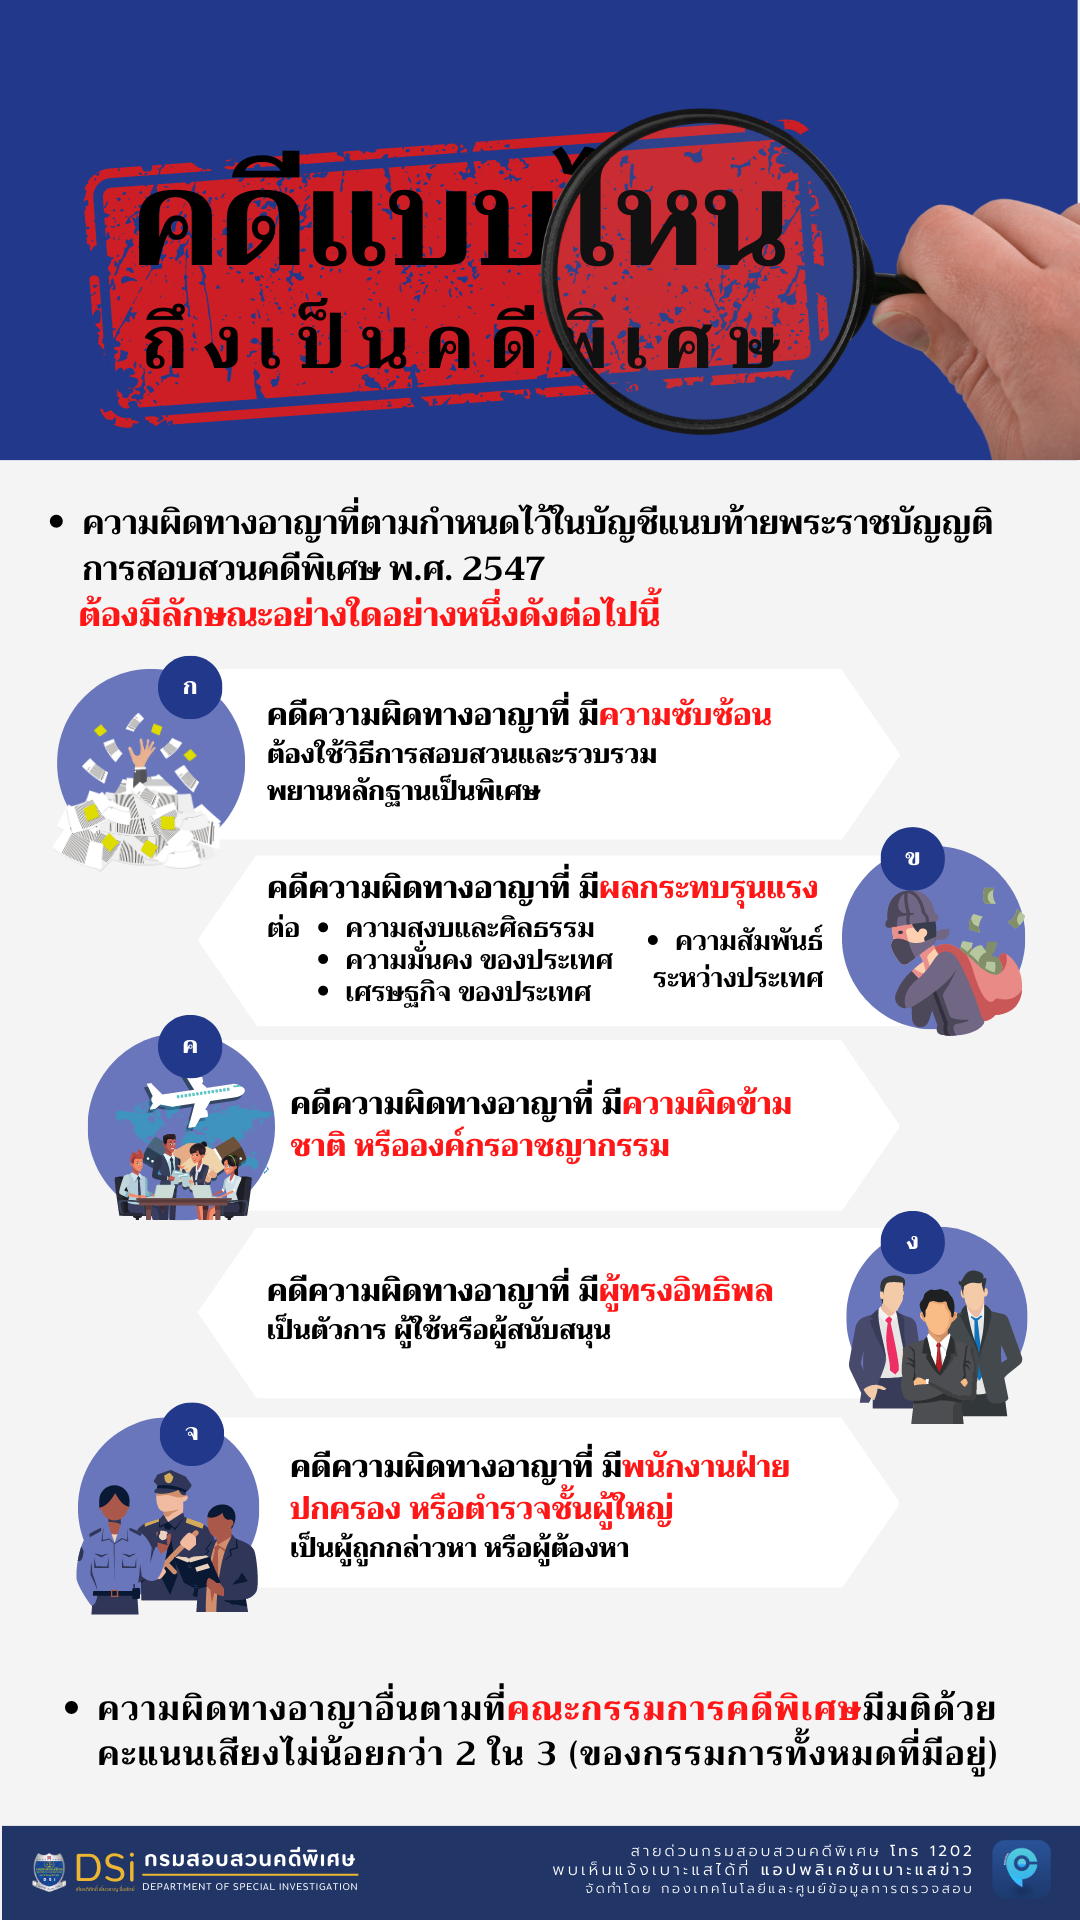 คดีแบบไหน
ถึงเป็นคดีพิเศษ
• ความผิดทางอาญาที่ตามกำหนดไว้ในบัญชีแนบท้ายพระราชบัญญติ
การสอบสวนคดีพิเศษ พ.ศ. 2547
ต้องมีลักษณะอย่างใดอย่างหนึ่งดังต่อไปนี้
ก
คดีความผิดทางอาญาที่ มีความซับซ้อน
ต้องใช้วิธีการสอบสวนและรวบรวม
พยานหลักฐานเป็นพิเศษ
ข
คดีความผิดทางอาญาที่ มีผลกระทบรุนแรง
ต่อ • ความสงบและศิลธรรม
• ความมั่นคง ของประเทศ
• เศรษฐกิจ ของประเทศ
• ความสัมพันธ์
ระหว่างประเทศ
ค
คดีความผิดทางอาญาที่ มีความผิดข้าม
ชาติ หรือองค์กรอาชญากรรม
ง
คดีความผิดทางอาญาที่ มีผู้ทรงอิทธิพล
เป็นตัวการ ผู้ใช้หรือผู้สนับสนุน
จ
คดีความผิดทางอาญาที่ มีพนักงานฝ่าย
ปกครอง หรือตำรวจชั้นผู้ใหญ่
เป็นผู้ถูกกล่าวหา หรือผู้ต้องหา
• ความผิดทางอาญาอื่นตามที่คณะกรรมการคดีพิเศษมีมติด้วย
คะแนนเสียงไม่น้อยกว่า 2 ใน 3 (ของกรรมการทั้งหมดที่มีอยู่)
DSI
กรมสอบสวนคดีพิเศษ
DEPARTMENT OF SPECIAL INVESTIGATION
สายด่วนกรมสอบสวนคดีพิเศษ โทร 1202
พบเห็นแจ้งเบาะแสได้ที่ แอปพลิเคชันเบาะแสข่าว
จัดทำโดย กองเทคโนโลยีและศูนย์ข้อมูลการตรวจสอบ